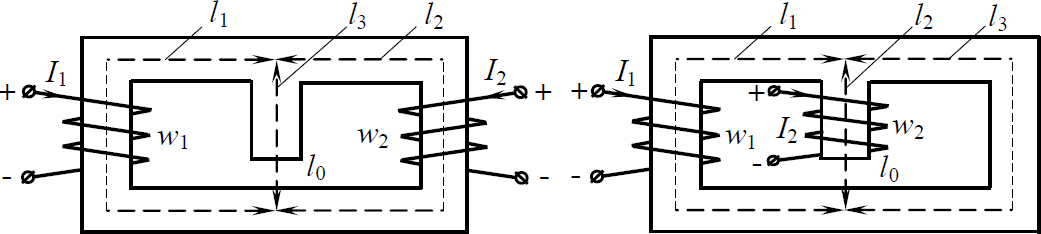 l₁ l₃ l₂
I₁ I₂
+ +
w₁ w₂
l₀
- -
l₁ l₂ l₃
I₁
+ +
w₁ I₂ w₂
- -
l₀